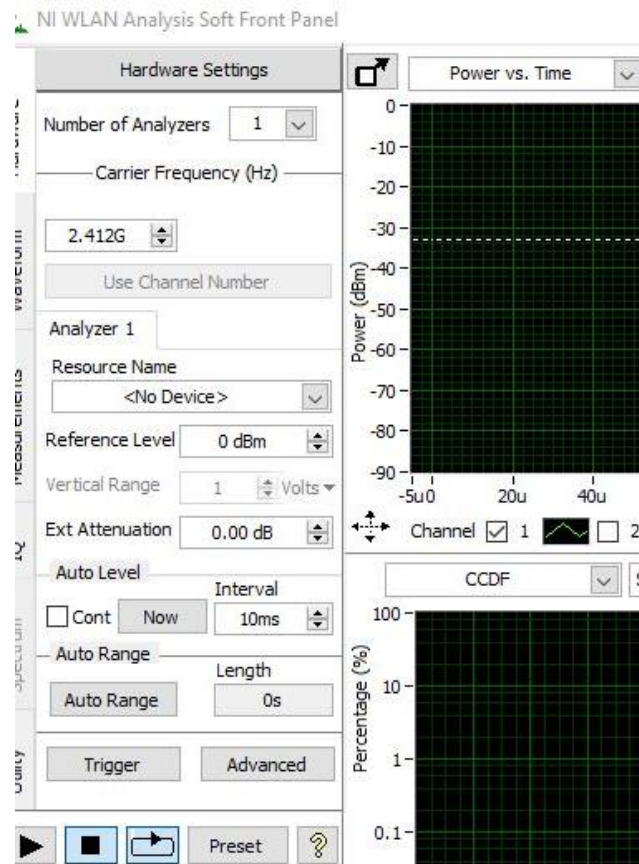 NI WLAN Analysis Soft Front Panel
Hardware Settings
Number of Analyzers 1
Carrier Frequency (Hz)
2.412G
Use Channel Number
Analyzer 1
Resource Name
<No Device>
Reference Level 0 dBm
Vertical Range 1 Volts
Ext Attenuation 0.00 dB
Auto Level
Interval
Cont Now 10ms
Auto Range
Length
Auto Range 0s
Trigger Advanced
Preset ?
Measurements
IQ
Power vs. Time
0
-10
-20
-30
-40
-50
-60
-70
-80
-90
Power (dBm)
-5u 0 20u 40u
Channel 1 2
CCDF
100
10
1
0.1
Percentage (%)